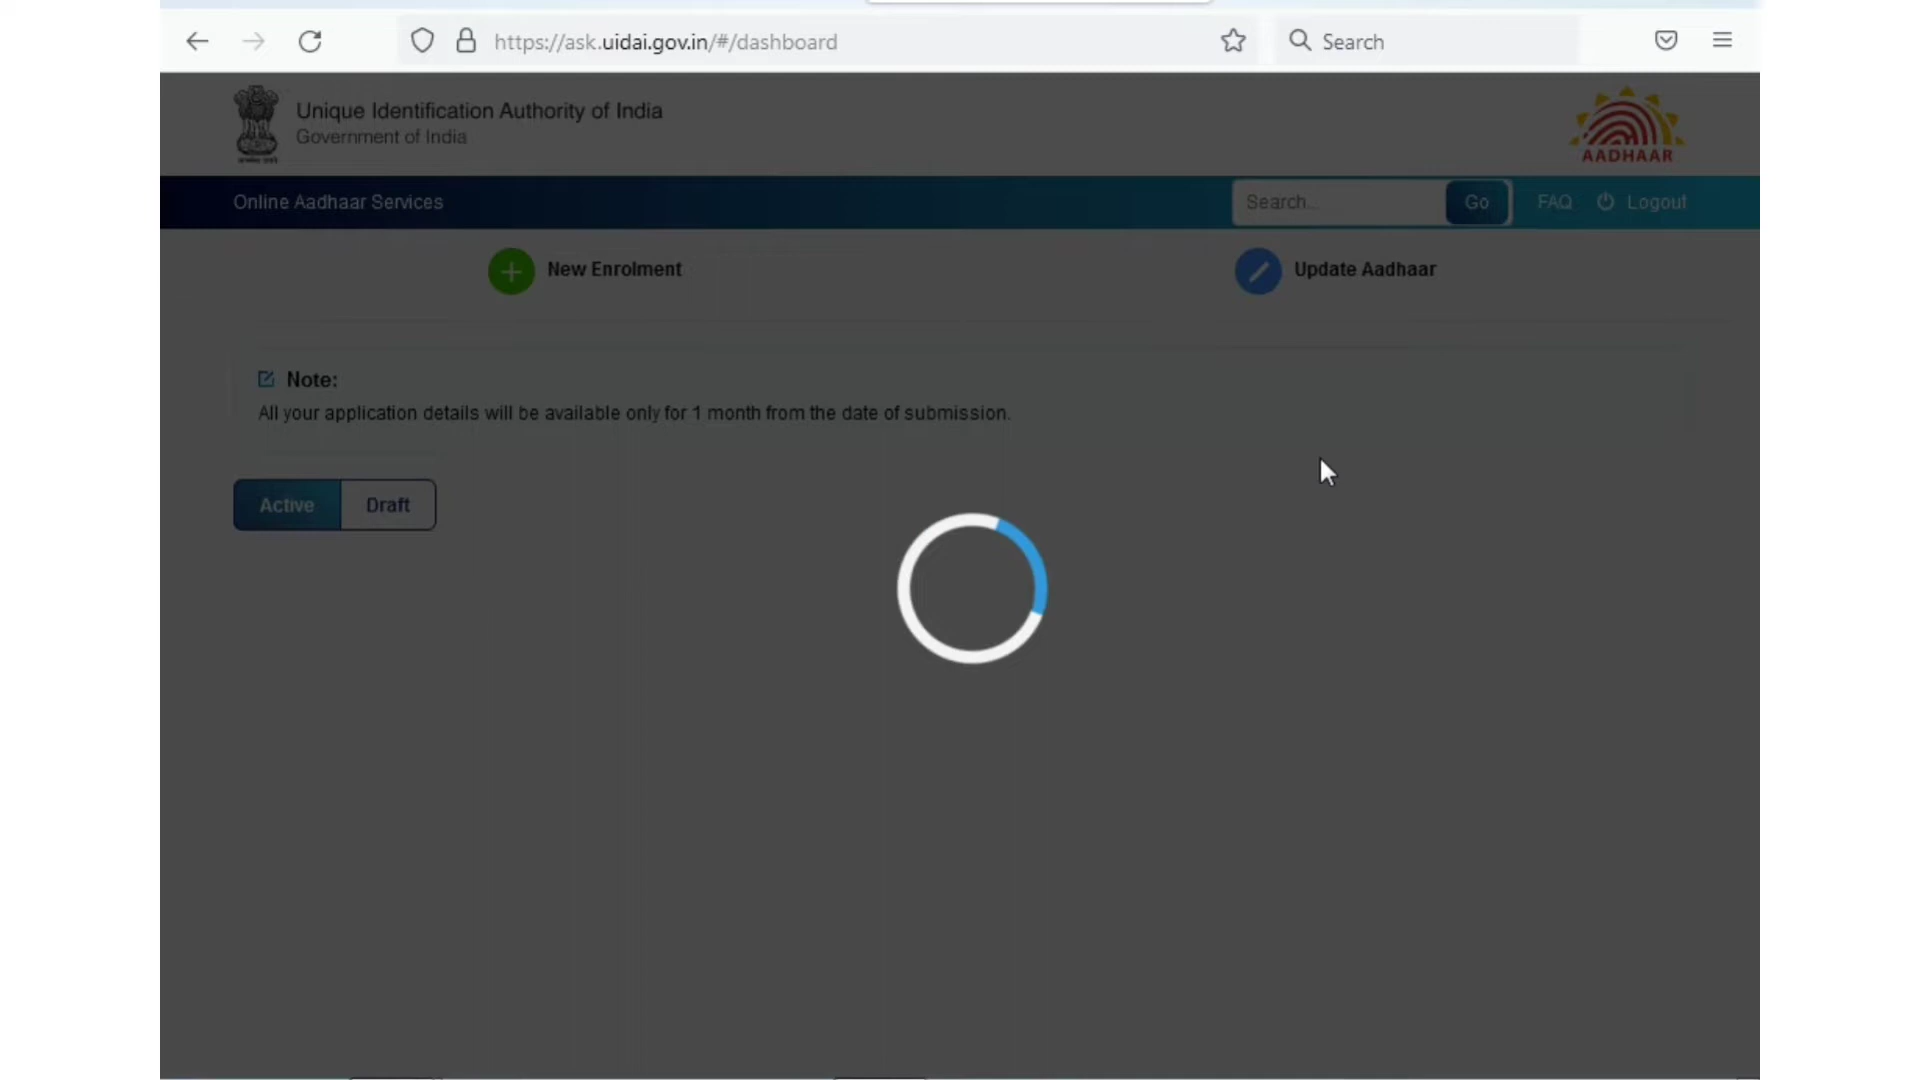 https://ask.uidai.gov.in/#/dashboard
Search
Unique Identification Authority of India
Government of India
AADHAAR
Online Aadhaar Services
Search...
Go
FAQ
Logout
New Enrolment
Update Aadhaar
Note:
All your application details will be available only for 1 month from the date of submission.
Active
Draft